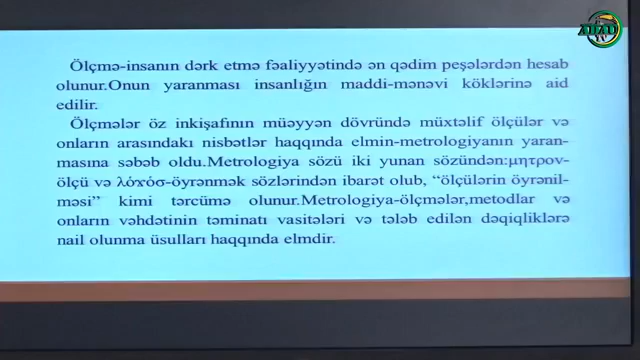 ADAU
Ölçmə-insanın dərk etmə fəaliyyətində ən qədim peşələrdən hesab
olunur.Onun yaranması insanlığın maddi-mənəvi köklərinə aid
edilir.
Ölçmələr öz inkişafının müəyyən dövründə müxtəlif ölçülər və
onların arasındakı nisbətlər haqqında elmin-metrologiyanın yaran-
masına səbəb oldu.Metrologiya sözü iki yunan sözündən:μητρον-
ölçü və λόχόσ-öyrənmək sözlərindən ibarət olub, “ölçülərin öyrənil-
məsi” kimi tərcümə olunur.Metrologiya-ölçmələr,metodlar və
onların vəhdətinin təminatı vasitələri və tələb edilən dəqiqliklərə
nail olunma üsulları haqqında elmdir.